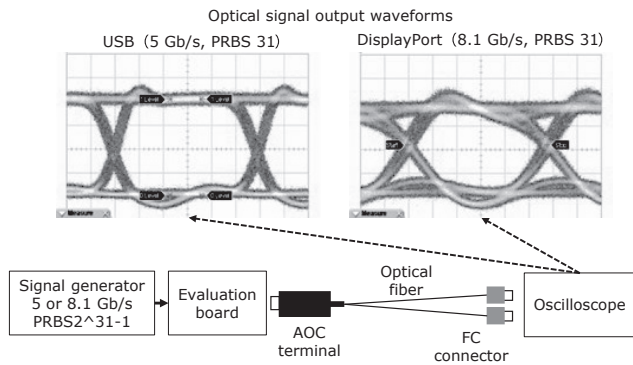 Optical signal output waveforms
USB (5 Gb/s, PRBS 31)
DisplayPort (8.1 Gb/s, PRBS 31)
Measure
Measure
Signal generator
5 or 8.1 Gb/s
PRBS2^31-1
Evaluation
board
AOC
terminal
Optical
fiber
FC
connector
Oscilloscope